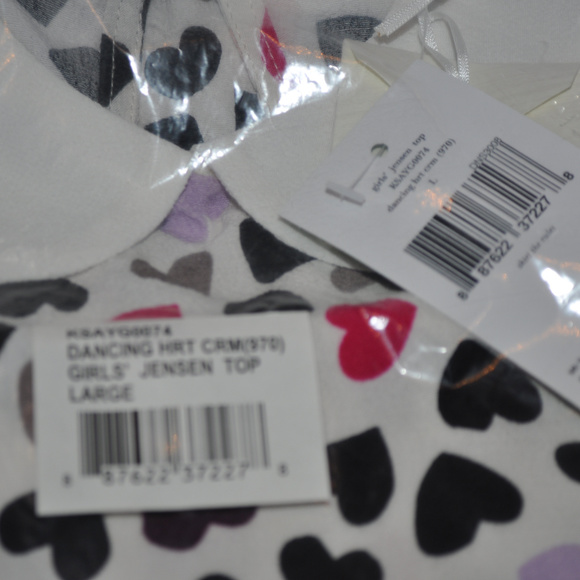 girls' jensen top
KSAYG0074
dancing hrt crm (970)
L
8 87622 37227 8
KSAYG0074
DANCING HRT CRM(970)
GIRLS' JENSEN TOP
LARGE
8 87622 37227 8